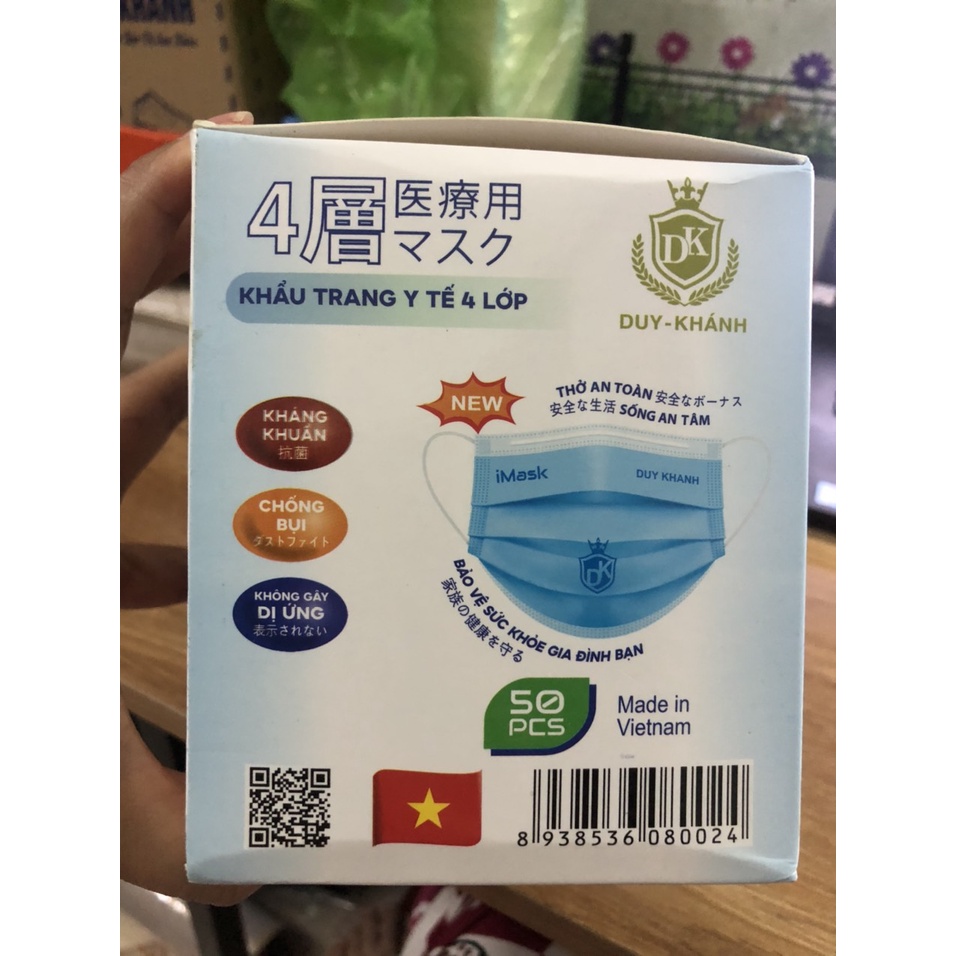 KHANH
4層 医療用
マスク
KHẨU TRANG Y TẾ 4 LỚP
DK
DUY-KHÁNH
NEW
THỞ AN TOÀN 安全なボーナス
安全な生活 SỐNG AN TÂM
KHÁNG
KHUẨN
抗菌
iMask
DUY KHANH
CHỐNG
BỤI
ダストファイト
DK
KHÔNG GÂY
DỊ ỨNG
表示されない
BẢO VỆ SỨC KHỎE GIA ĐÌNH BẠN
家族の健康を守る
50
PCS
Made in
Vietnam
8 938536 080024